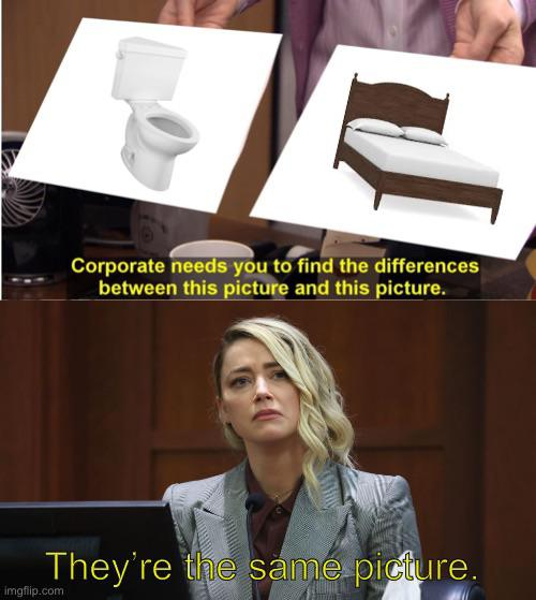 Corporate needs you to find the differences
between this picture and this picture.
They're the same picture.
imgflip.com